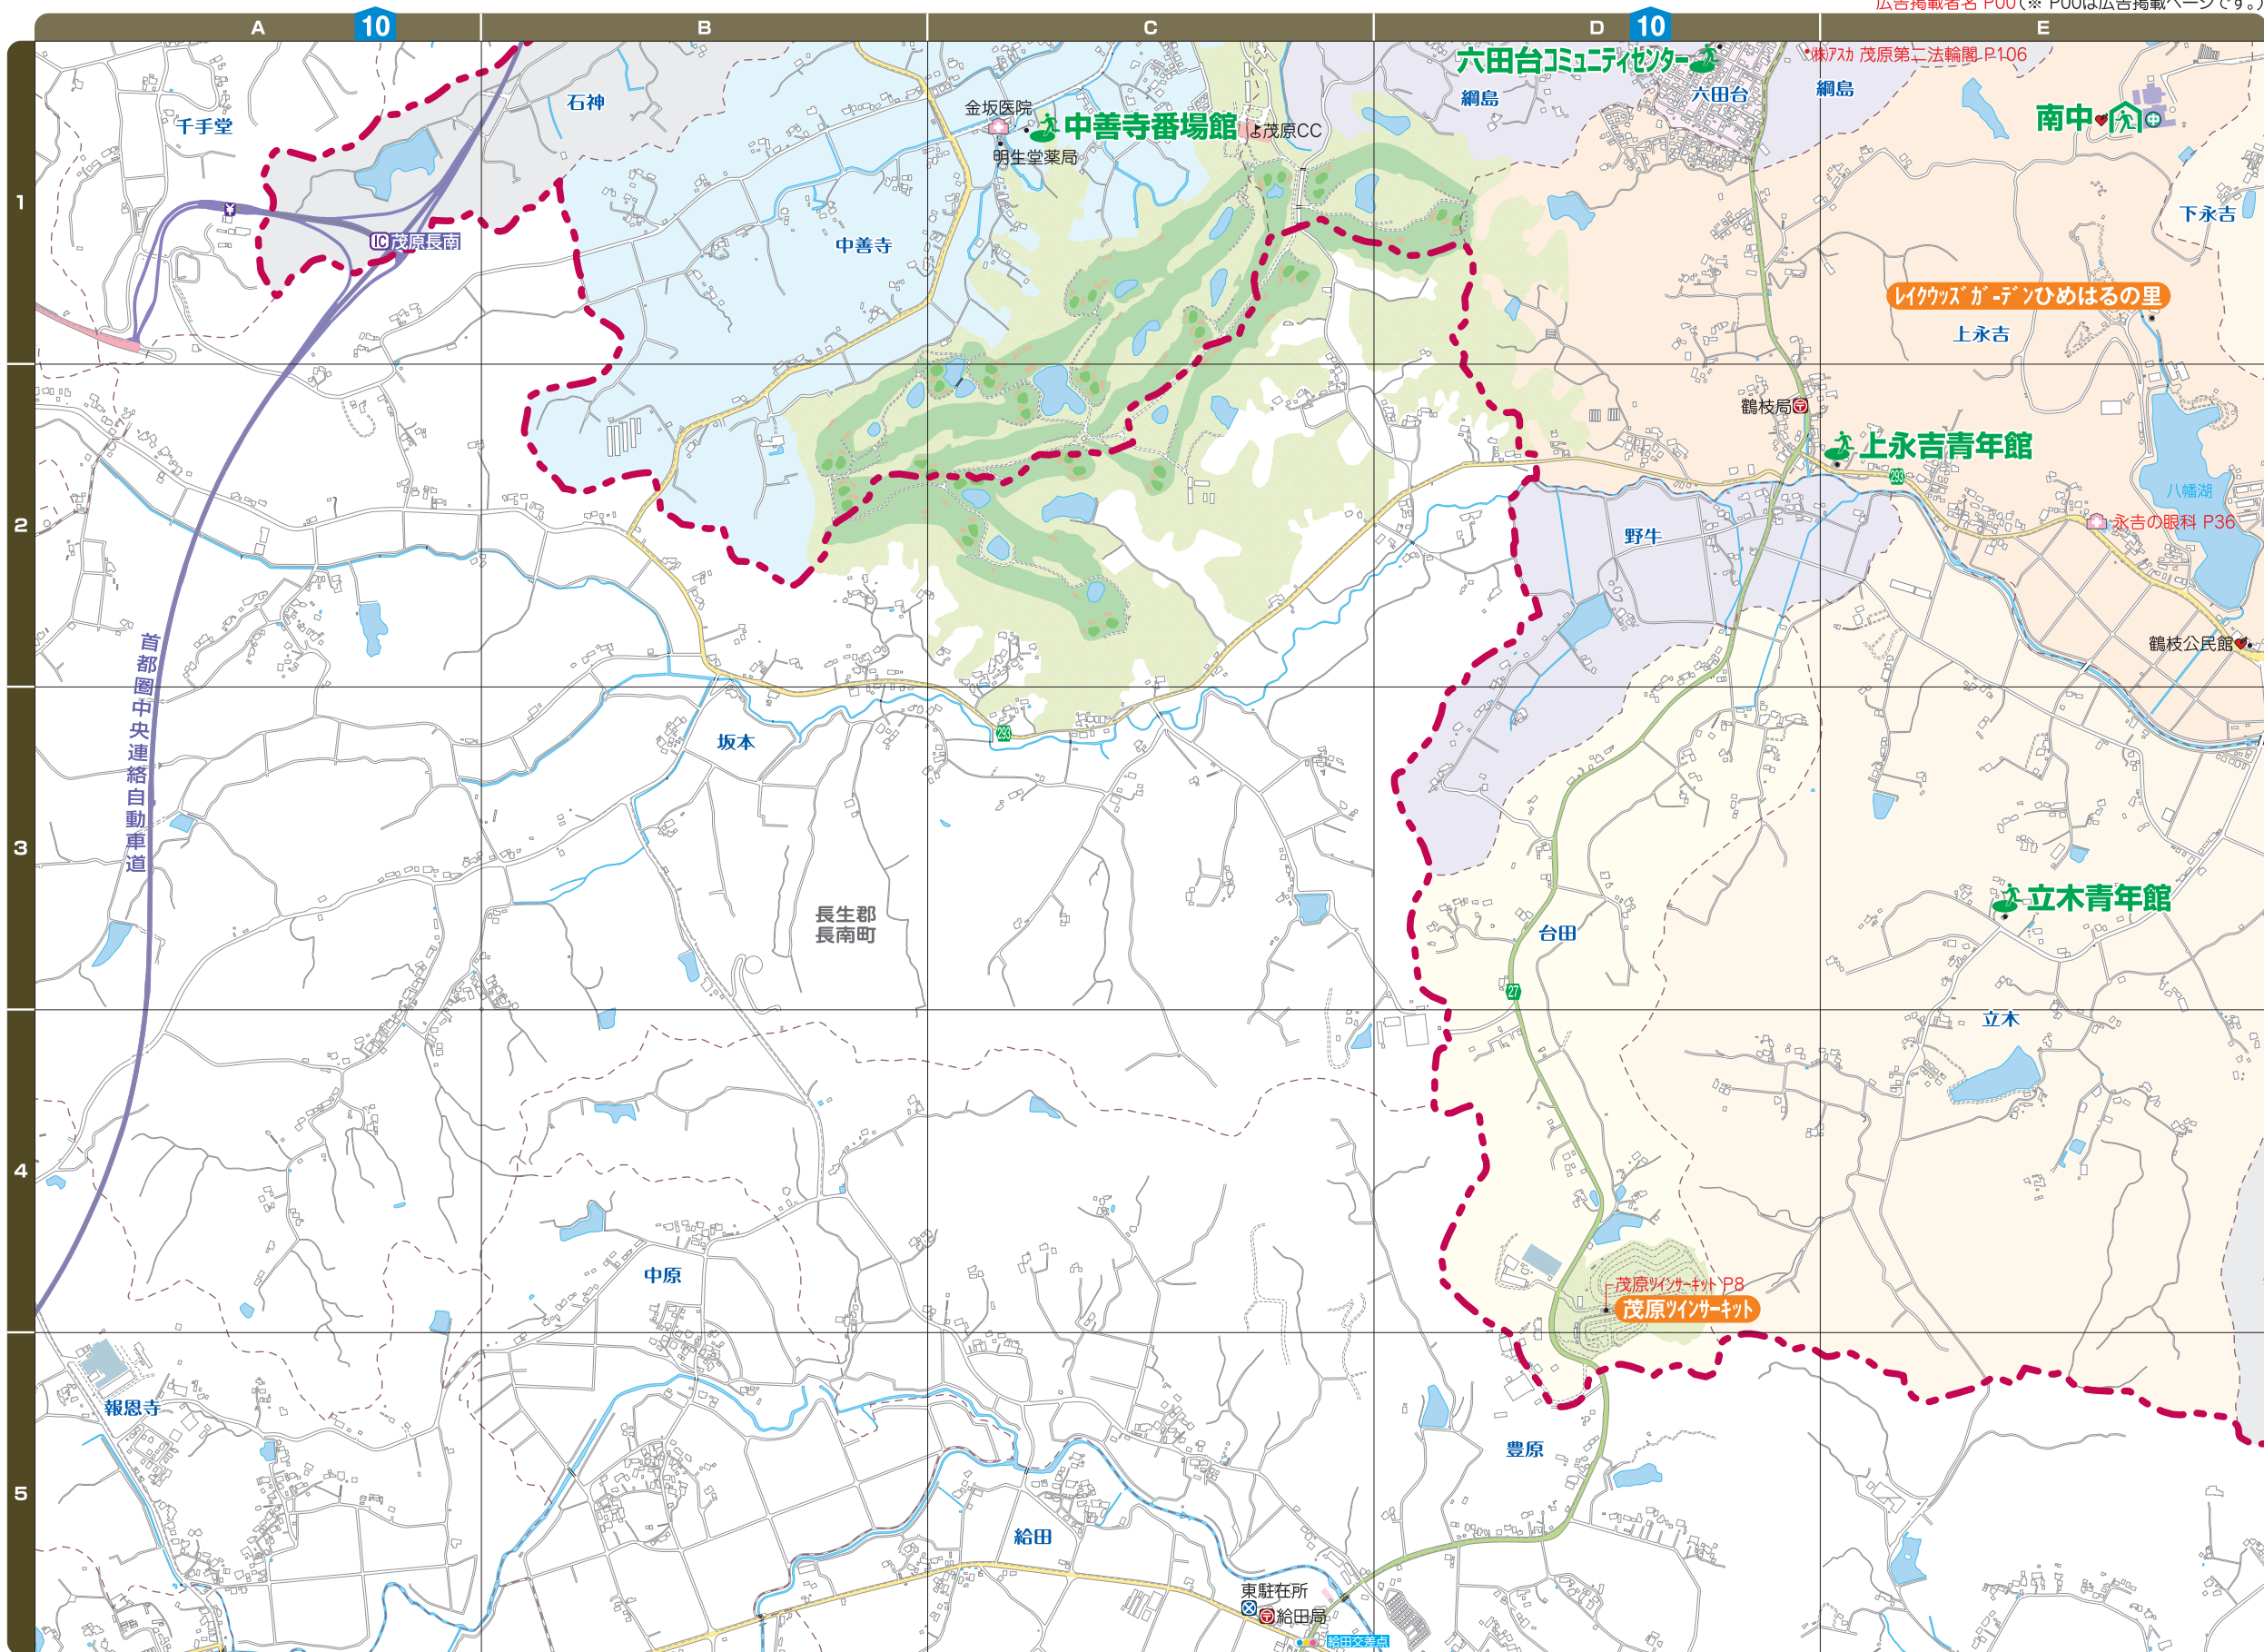 広告掲載者名 P00(※ P00は広告掲載ページです。)
A
10
B
C
D
10
E
六田台コミュニティセンター
㈱アスカ 茂原第二法輪閣 P106
千手堂
石神
金坂医院
中善寺番場館
明生堂薬局
茂原CC
綱島
六田台
綱島
南中
1
¥
IC茂原長南
中善寺
下永吉
レイクウッズガーデンひめはるの里
上永吉
鶴枝局
上永吉青年館
293
八幡湖
2
野牛
永吉の眼科 P36
鶴枝公民館
首都圏中央連絡自動車道
坂本
293
3
長生郡
長南町
立木青年館
台田
27
立木
4
中原
茂原ツインサーキット P8
茂原ツインサーキット
報恩寺
豊原
5
給田
東駐在所
給田局
給田交差点